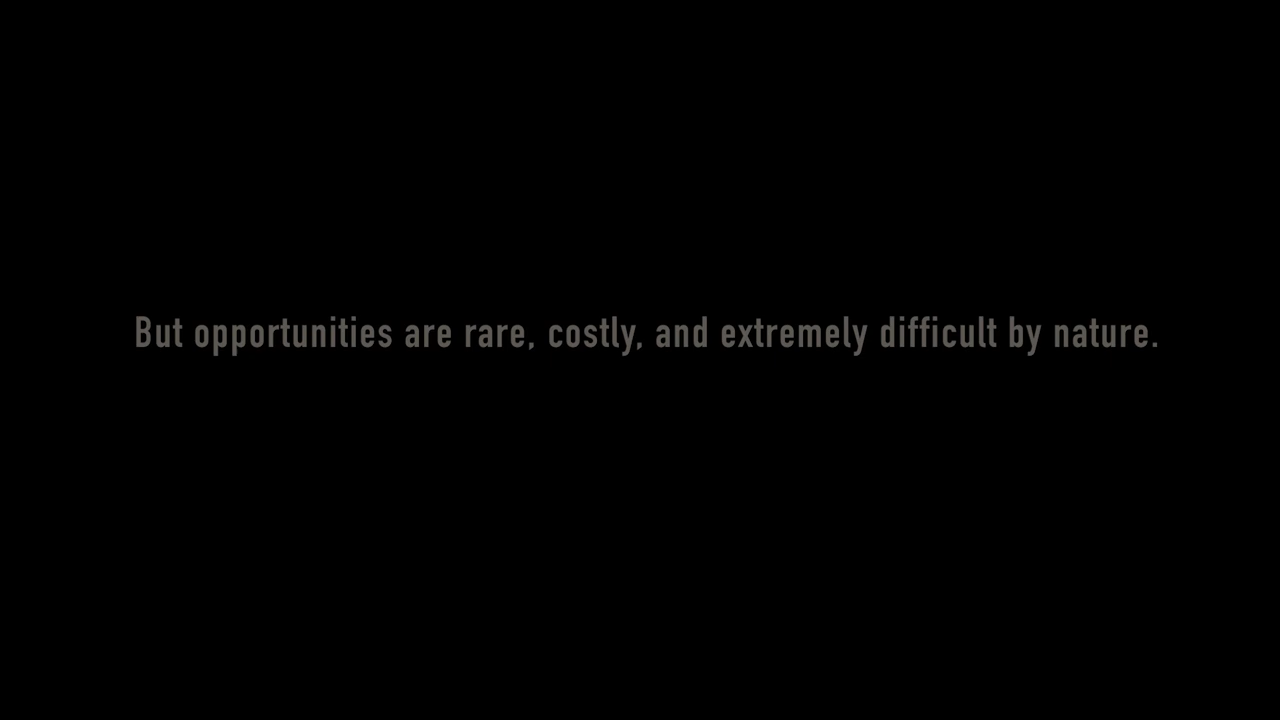 But opportunities are rare, costly, and extremely difficult by nature.